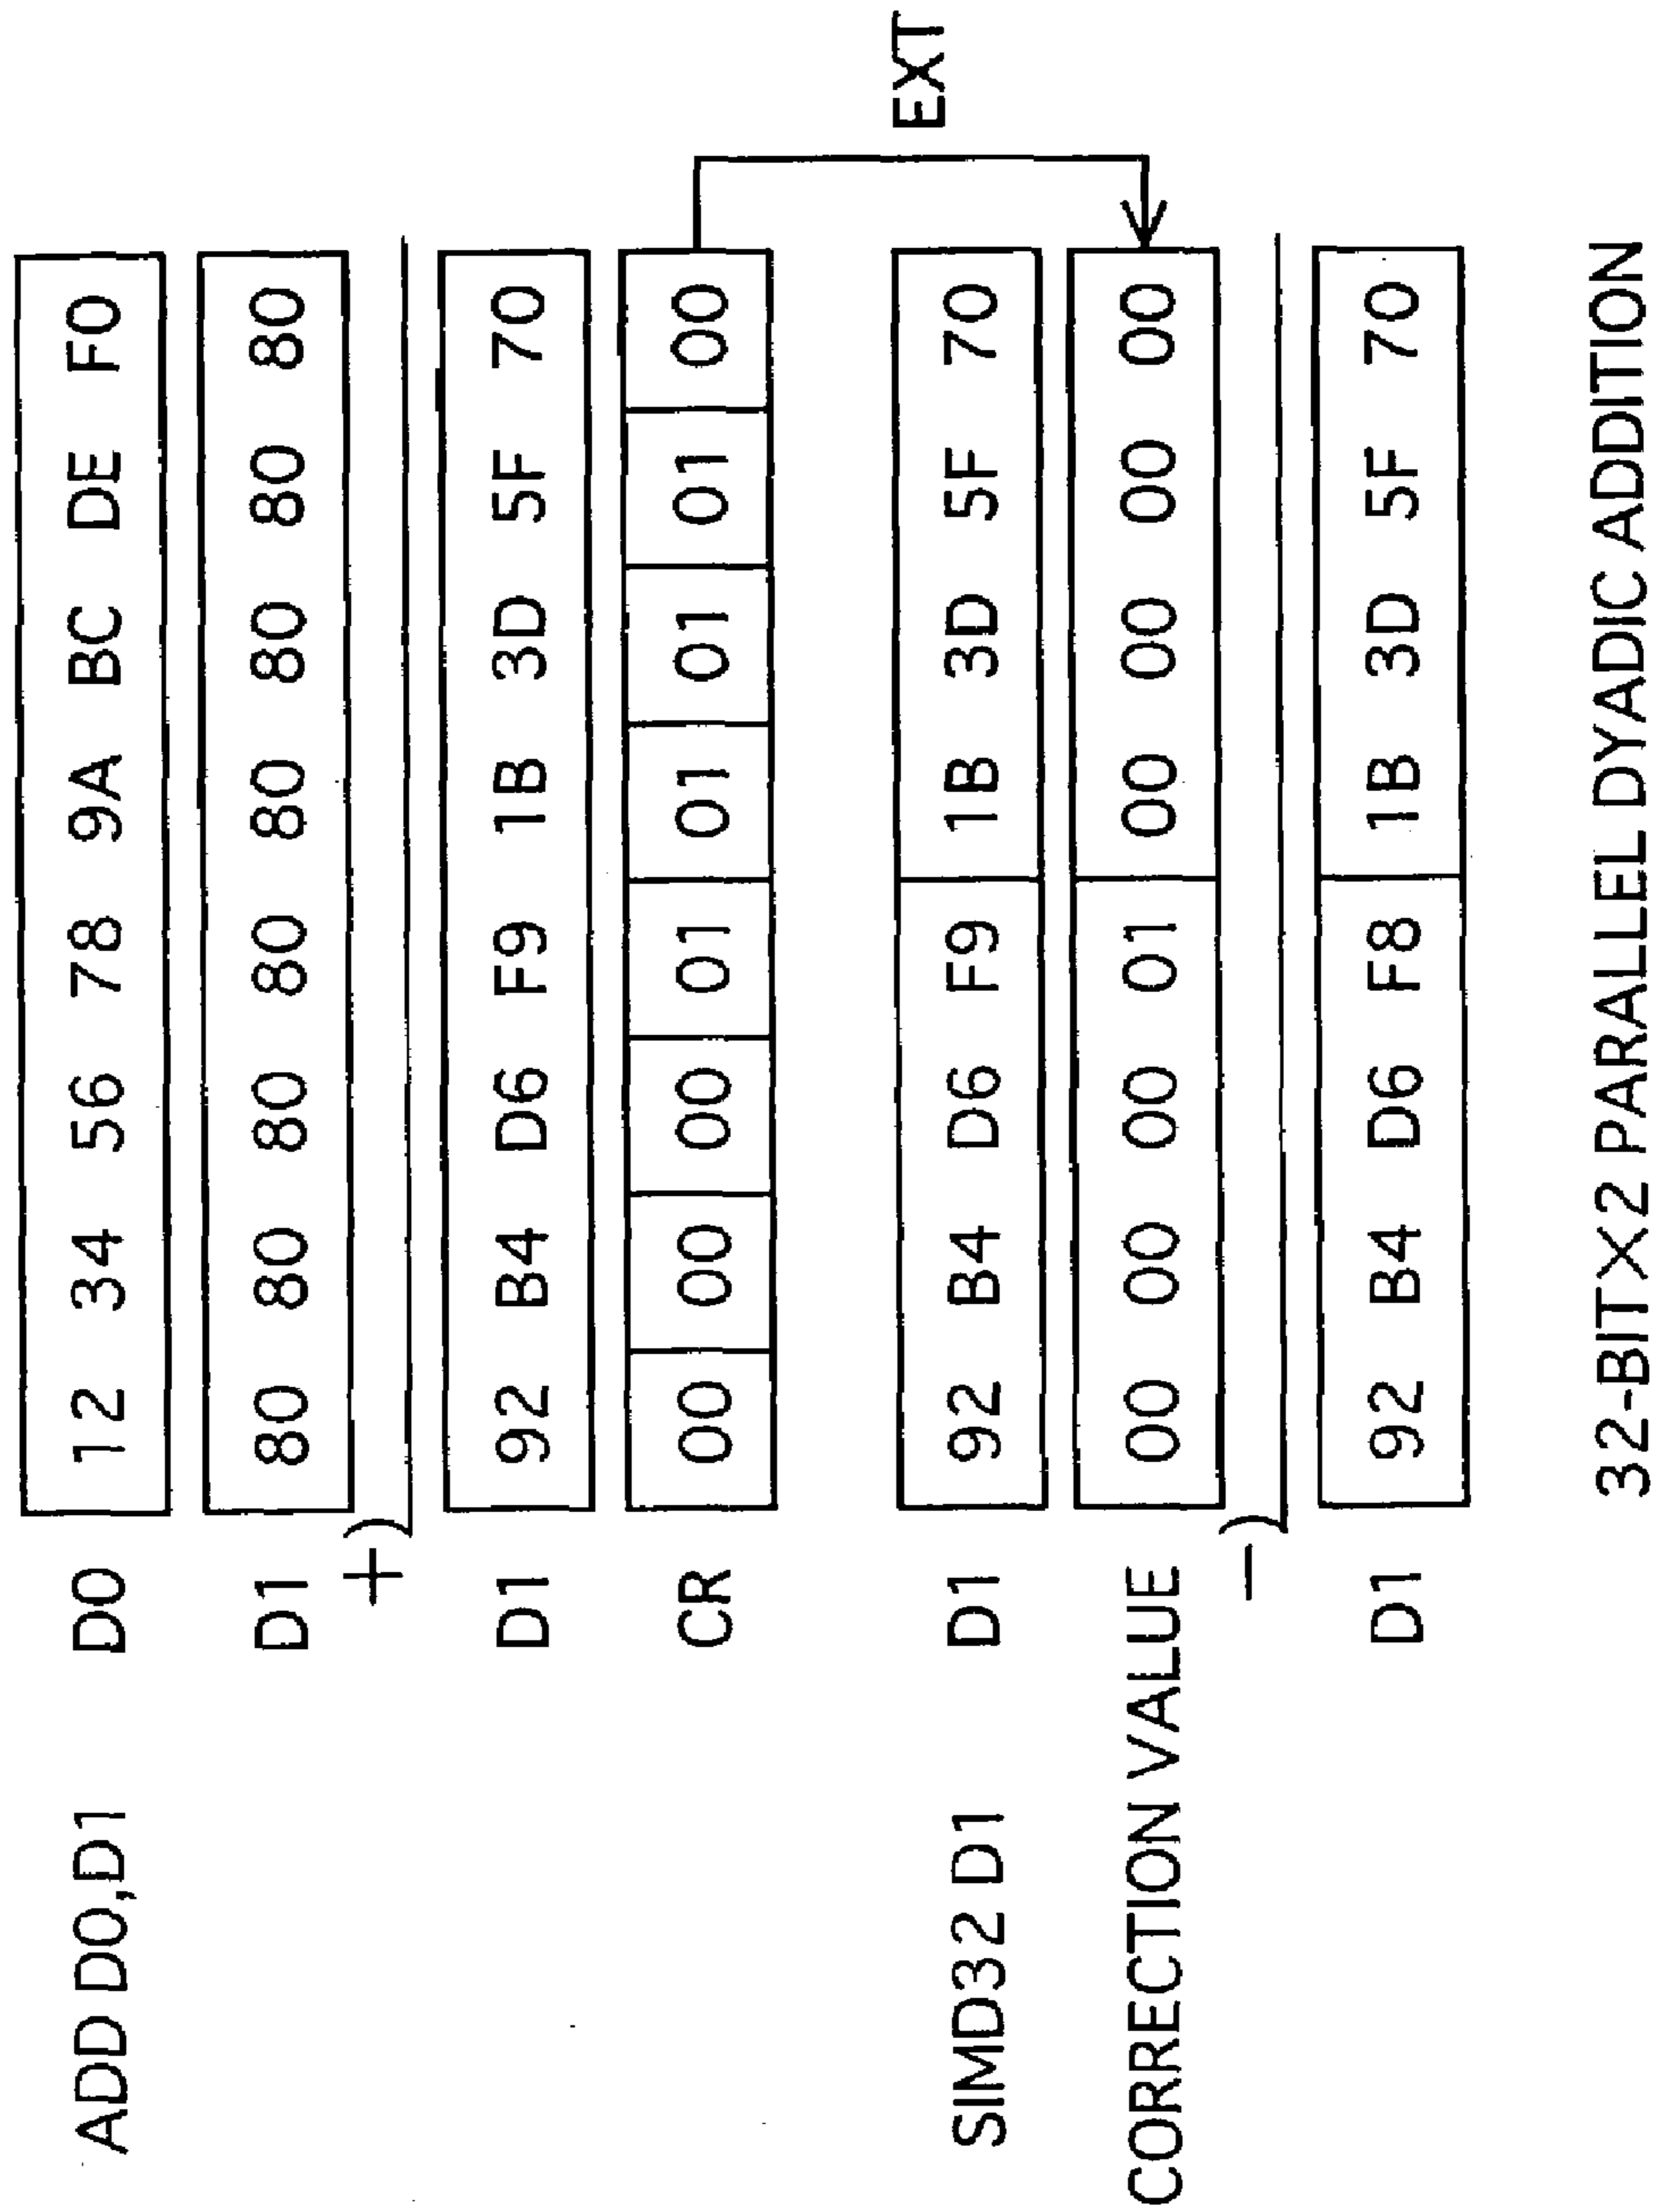 ADD D0,D1 D0 12 34 56 78 9A BC DE F0
D1 80 80 80 80 80 80 80 80
+)
D1 92 B4 D6 F9 1B 3D 5F 70
CR 00 00 00 01 01 01 01 00
EXT
SIMD32 D1 D1 92 B4 D6 F9 1B 3D 5F 70
CORRECTION VALUE 00 00 00 01 00 00 00 00
−)
D1 92 B4 D6 F8 1B 3D 5F 70
32-BIT×2 PARALLEL DYADIC ADDITION